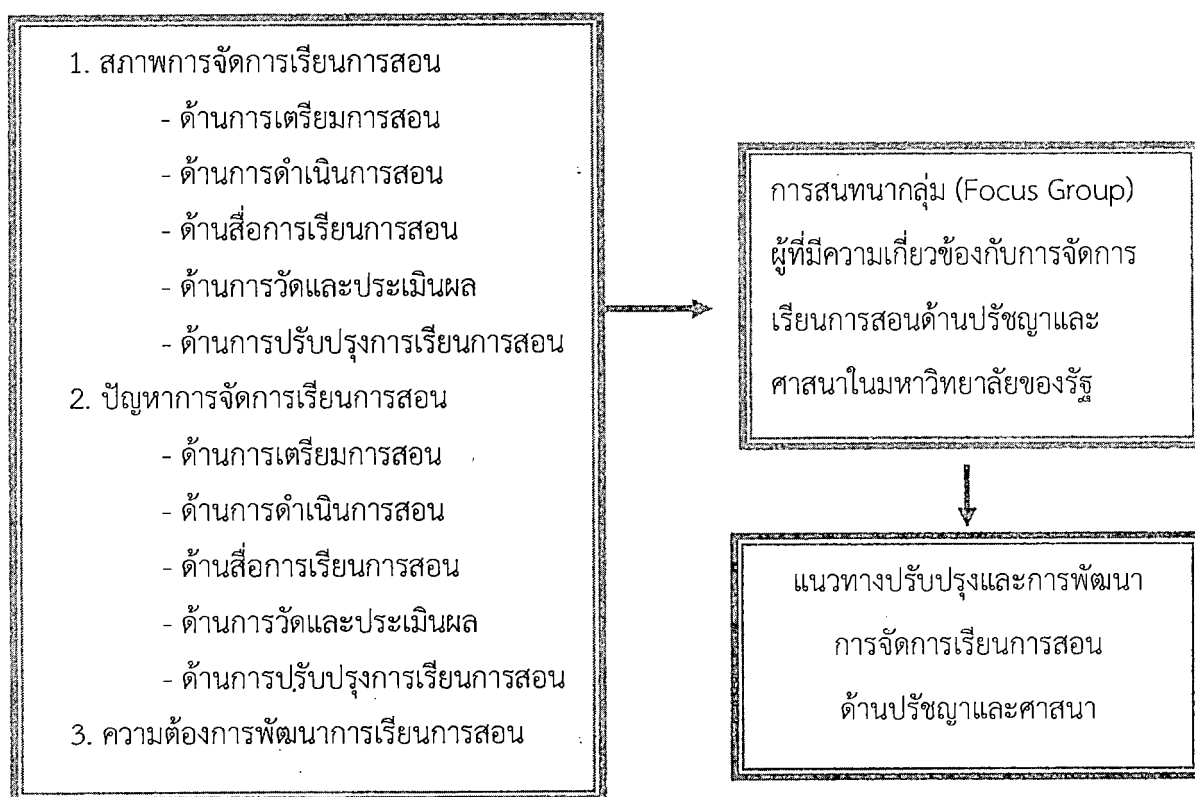 1. สภาพการจัดการเรียนการสอน
- ด้านการเตรียมการสอน
- ด้านการดำเนินการสอน
- ด้านสื่อการเรียนการสอน
- ด้านการวัดและประเมินผล
- ด้านการปรับปรุงการเรียนการสอน
2. ปัญหาการจัดการเรียนการสอน
- ด้านการเตรียมการสอน
- ด้านการดำเนินการสอน
- ด้านสื่อการเรียนการสอน
- ด้านการวัดและประเมินผล
- ด้านการปรับปรุงการเรียนการสอน
3. ความต้องการพัฒนาการเรียนการสอน
การสนทนากลุ่ม (Focus Group)
ผู้ที่มีความเกี่ยวข้องกับการจัดการ
เรียนการสอนด้านปรัชญาและ
ศาสนาในมหาวิทยาลัยของรัฐ
แนวทางปรับปรุงและการพัฒนา
การจัดการเรียนการสอน
ด้านปรัชญาและศาสนา